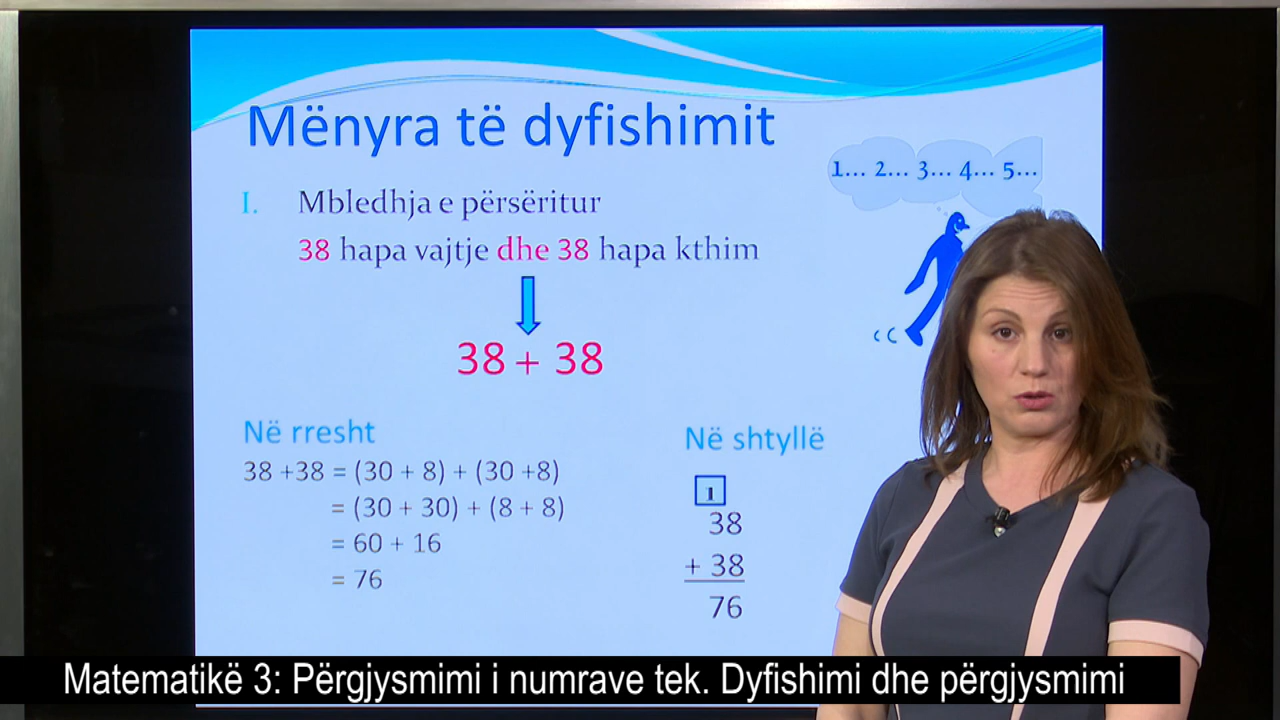 Mënyra të dyfishimit
1... 2... 3... 4... 5...
I. Mbledhja e përsëritur
38 hapa vajtje dhe 38 hapa kthim
38 + 38
Në rresht
38 +38 = (30 + 8) + (30 +8)
= (30 + 30) + (8 + 8)
= 60 + 16
= 76
Në shtyllë
1
38
+ 38
76
Matematikë 3: Përgjysmimi i numrave tek. Dyfishimi dhe përgjysmimi